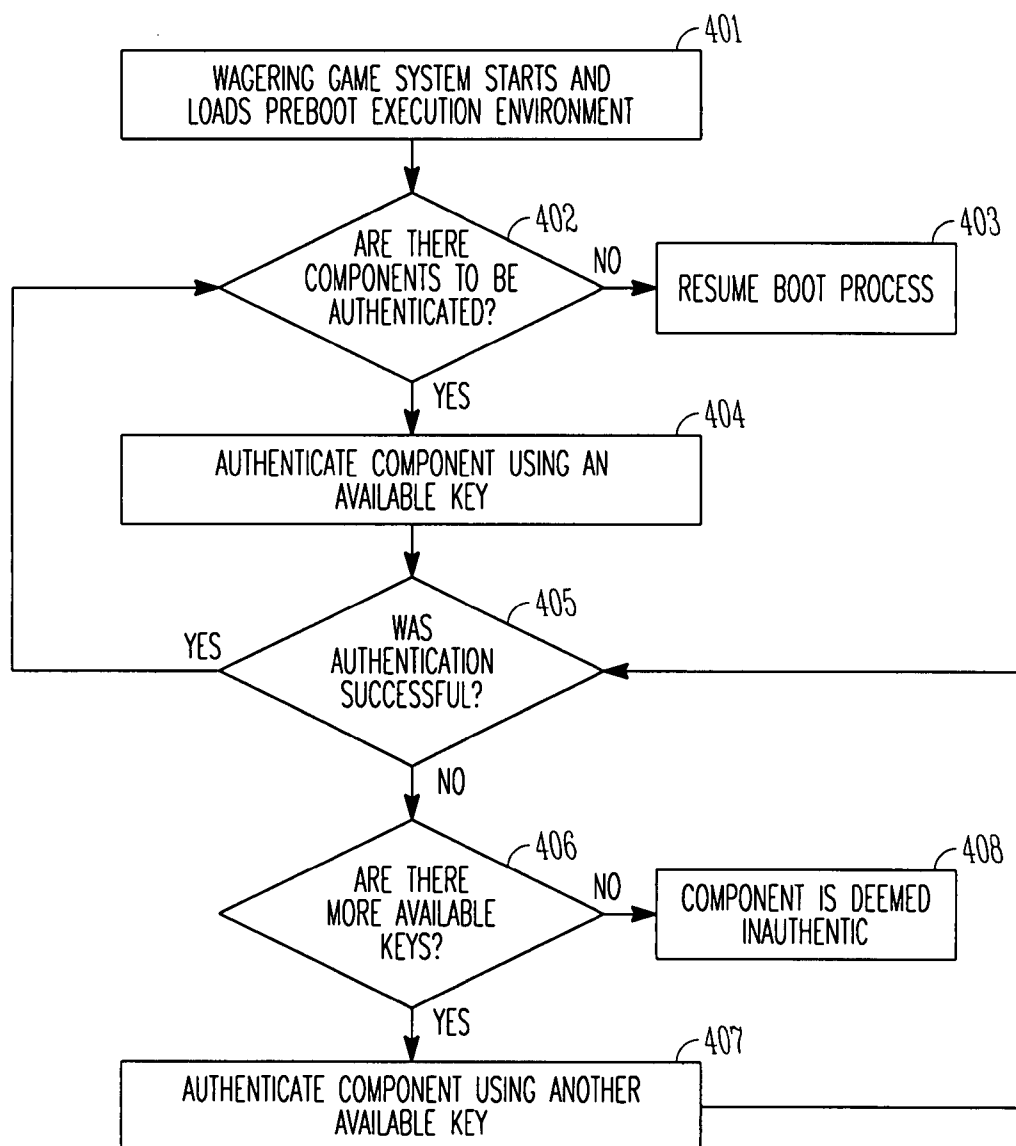 401
WAGERING GAME SYSTEM STARTS AND
LOADS PREBOOT EXECUTION ENVIRONMENT
402
ARE THERE
COMPONENTS TO BE
AUTHENTICATED?
NO
403
RESUME BOOT PROCESS
YES
404
AUTHENTICATE COMPONENT USING AN
AVAILABLE KEY
405
WAS
AUTHENTICATION
SUCCESSFUL?
YES
NO
406
ARE THERE
MORE AVAILABLE
KEYS?
NO
408
COMPONENT IS DEEMED
INAUTHENTIC
YES
407
AUTHENTICATE COMPONENT USING ANOTHER
AVAILABLE KEY